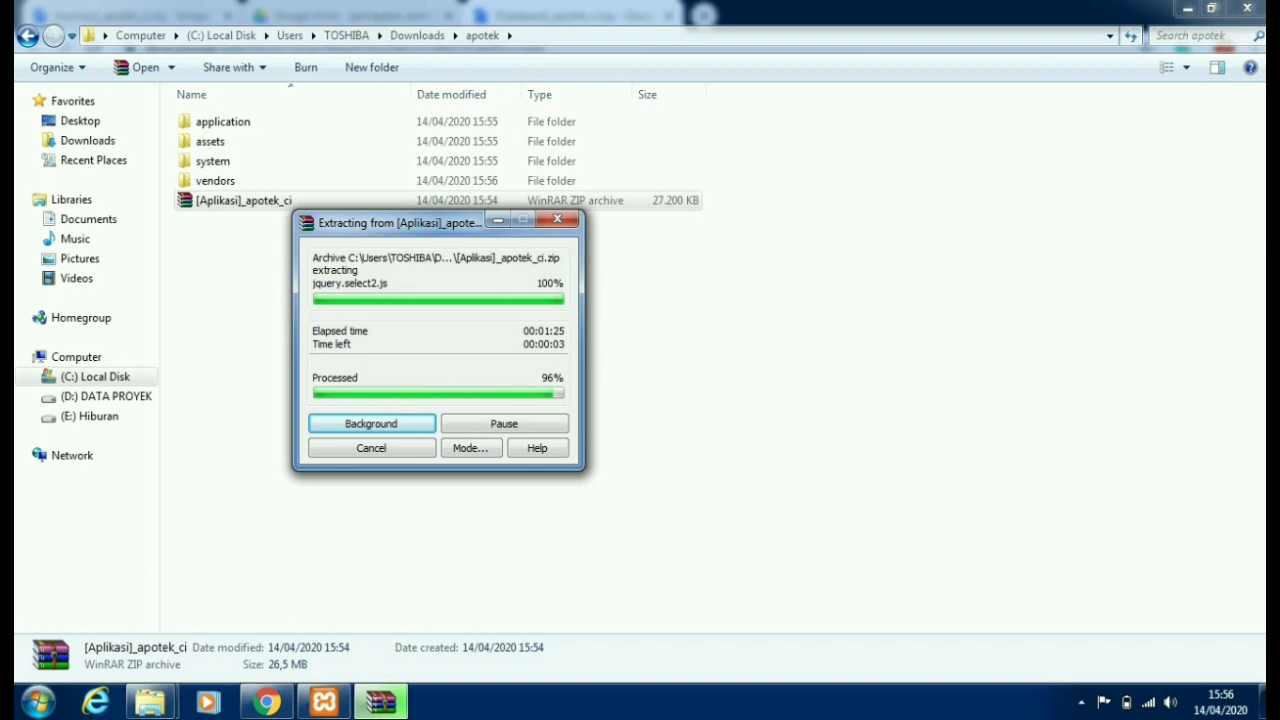 Computer (C:) Local Disk Users TOSHIBA Downloads apotek
Search apotek
Organize Open Share with Burn New folder
Name Date modified Type Size
application 14/04/2020 15:55 File folder
assets 14/04/2020 15:55 File folder
system 14/04/2020 15:55 File folder
vendors 14/04/2020 15:56 File folder
[Aplikasi]_apotek_ci 14/04/2020 15:54 WinRAR ZIP archive 27.200 KB
Favorites
Desktop
Downloads
Recent Places
Libraries
Documents
Music
Pictures
Videos
Homegroup
Computer
(C:) Local Disk
(D:) DATA PROYEK
(E:) Hiburan
Network
Extracting from [Aplikasi]_apote...
Archive C:\Users\TOSHIBA\D...\[Aplikasi]_apotek_ci.zip
extracting
jquery.select2.js 100%
Elapsed time 00:01:25
Time left 00:00:03
Processed 96%
Background Pause
Cancel Mode... Help
[Aplikasi]_apotek_ci Date modified: 14/04/2020 15:54 Date created: 14/04/2020 15:54
WinRAR ZIP archive Size: 26,5 MB
15:56
14/04/2020